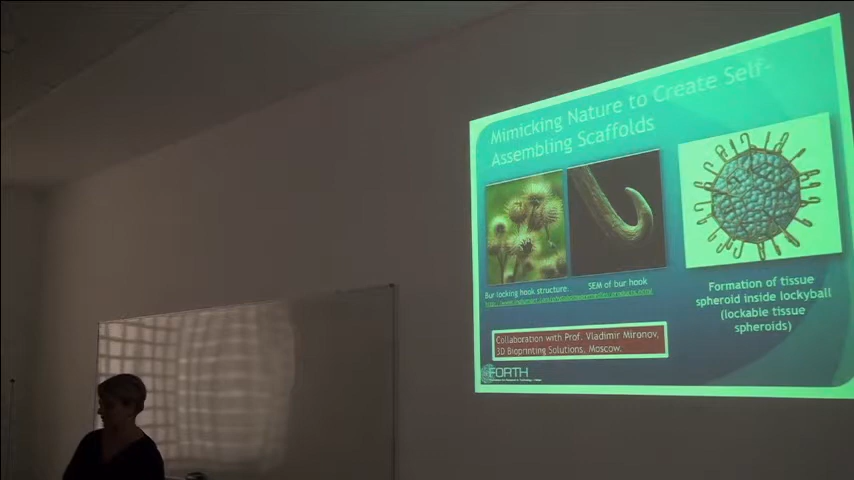 Mimicking Nature to Create Self-
Assembling Scaffolds
Bur locking hook structure.
SEM of bur hook
Formation of tissue
spheroid inside lockyball
(lockable tissue
spheroids)
Collaboration with Prof. Vladimir Mironov,
3D Bioprinting Solutions, Moscow.
FORTH